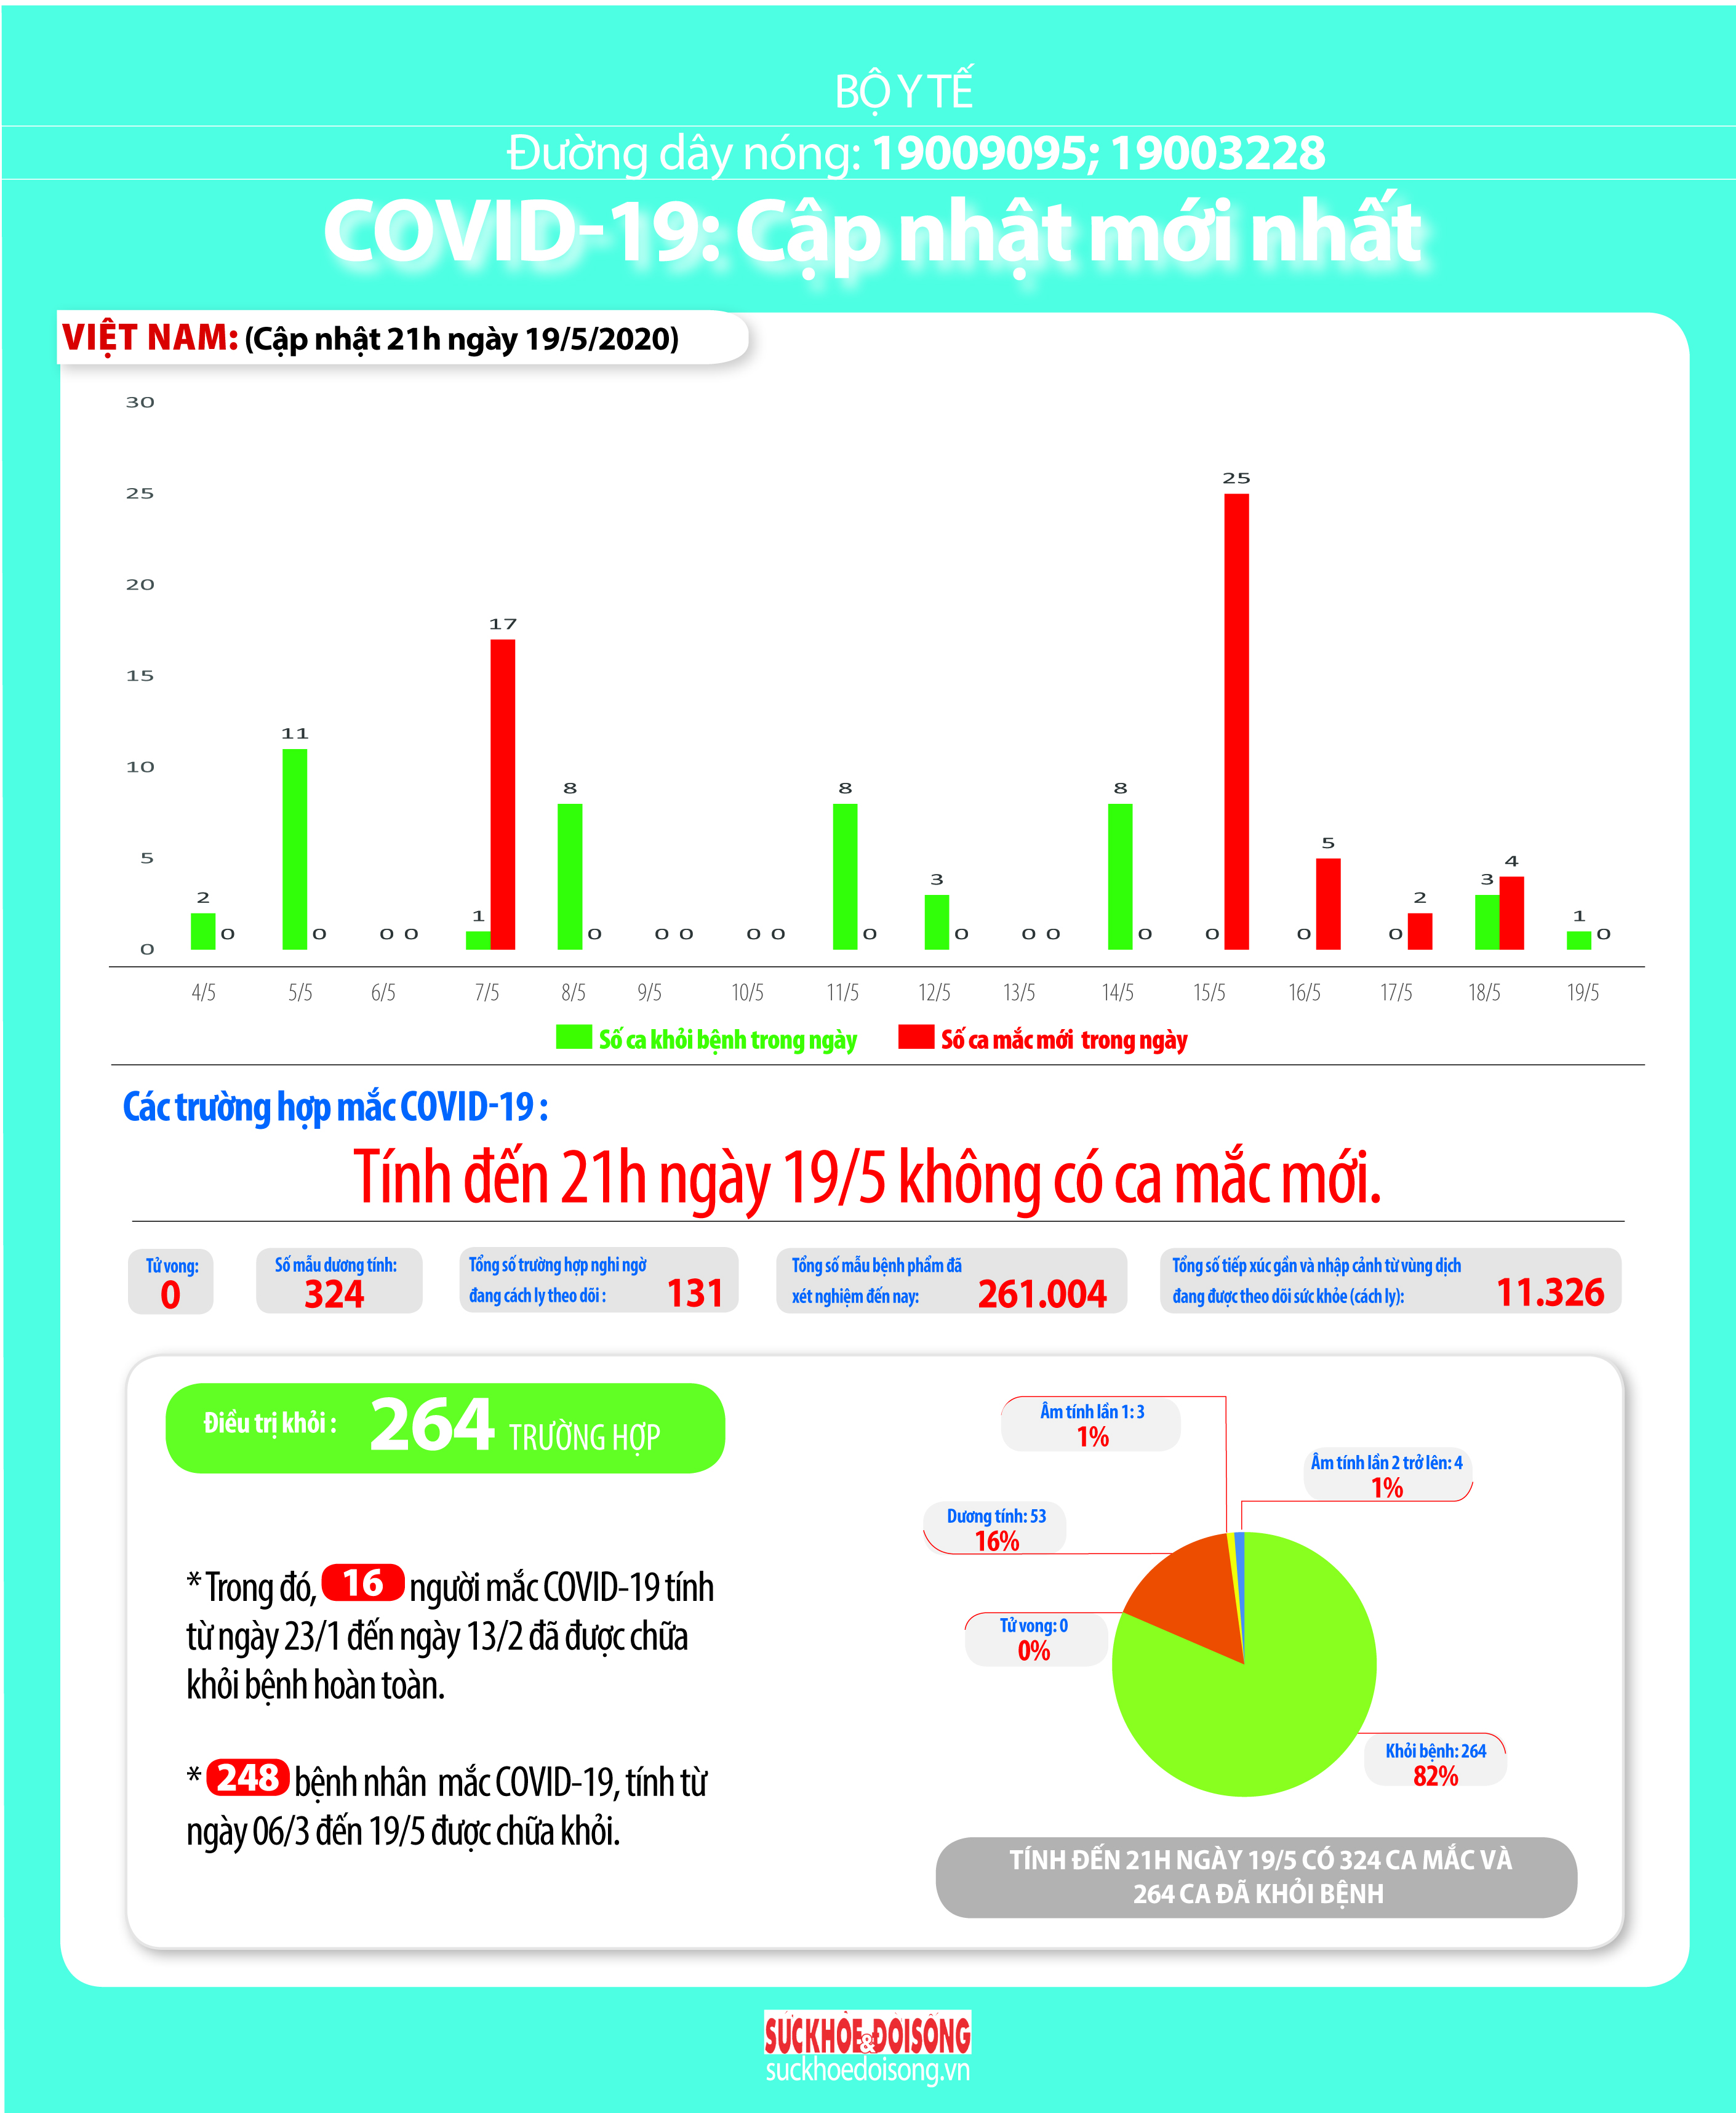 BỘ Y TẾ
Đường dây nóng: 19009095; 19003228
COVID-19: Cập nhật mới nhất
VIỆT NAM: (Cập nhật 21h ngày 19/5/2020)
30
25
20
15
10
5
0
2 0
11 0
0 0
1 17
8 0
0 0
0 0
8 0
3 0
0 0
8 0
0 25
0 5
0 2
3 4
1 0
4/5 5/5 6/5 7/5 8/5 9/5 10/5 11/5 12/5 13/5 14/5 15/5 16/5 17/5 18/5 19/5
Số ca khỏi bệnh trong ngày Số ca mắc mới trong ngày
Các trường hợp mắc COVID-19 :
Tính đến 21h ngày 19/5 không có ca mắc mới.
Tử vong:
0
Số mẫu dương tính:
324
Tổng số trường hợp nghi ngờ
đang cách ly theo dõi : 131
Tổng số mẫu bệnh phẩm đã
xét nghiệm đến nay: 261.004
Tổng số tiếp xúc gần và nhập cảnh từ vùng dịch
đang được theo dõi sức khỏe (cách ly): 11.326
Điều trị khỏi : 264 TRƯỜNG HỢP
* Trong đó, 16 người mắc COVID-19 tính
từ ngày 23/1 đến ngày 13/2 đã được chữa
khỏi bệnh hoàn toàn.
* 248 bệnh nhân mắc COVID-19, tính từ
ngày 06/3 đến 19/5 được chữa khỏi.
Âm tính lần 1: 3
1%
Âm tính lần 2 trở lên: 4
1%
Dương tính: 53
16%
Tử vong: 0
0%
Khỏi bệnh: 264
82%
TÍNH ĐẾN 21H NGÀY 19/5 CÓ 324 CA MẮC VÀ
264 CA ĐÃ KHỎI BỆNH
SỨC KHỎE & ĐỜI SỐNG
suckhoedoisong.vn